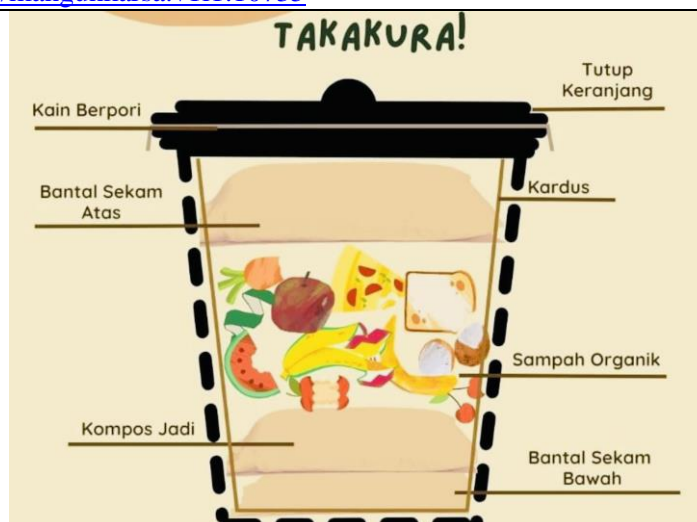 TAKAKURA!
Tutup
Keranjang
Kain Berpori
Bantal Sekam
Atas
Kardus
Sampah Organik
Kompos Jadi
Bantal Sekam
Bawah